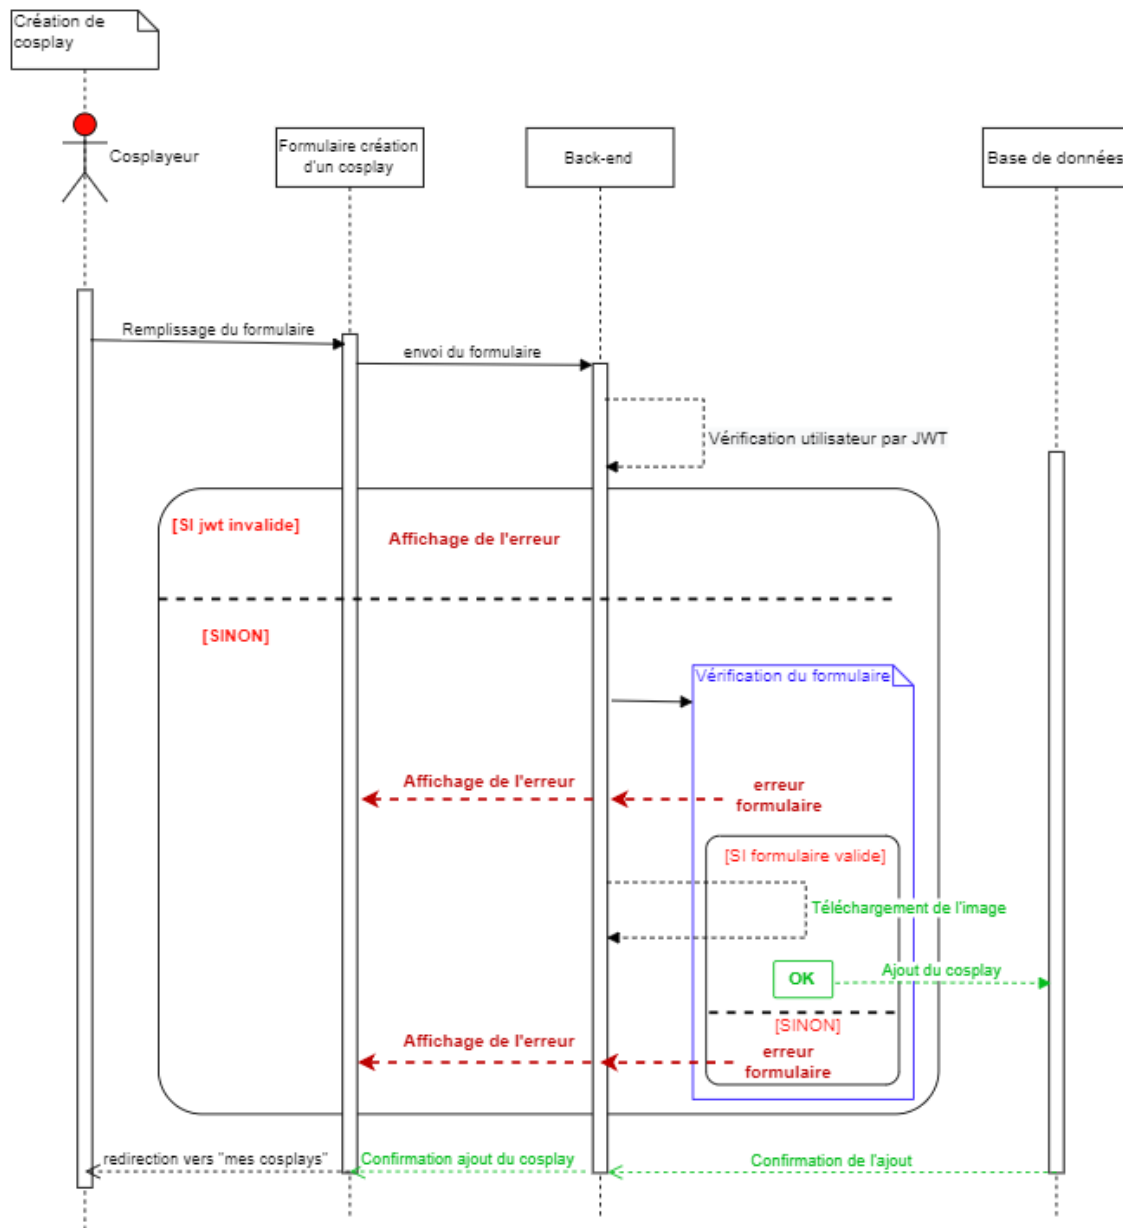 Création de
cosplay
Cosplayeur
Formulaire création
d'un cosplay
Back-end
Base de données
Remplissage du formulaire
envoi du formulaire
Vérification utilisateur par JWT
[SI jwt invalide]
Affichage de l'erreur
[SINON]
Vérification du formulaire
Affichage de l'erreur
erreur
formulaire
[SI formulaire valide]
Téléchargement de l'image
OK
Ajout du cosplay
[SINON]
Affichage de l'erreur
erreur
formulaire
redirection vers "mes cosplays"
Confirmation ajout du cosplay
Confirmation de l'ajout